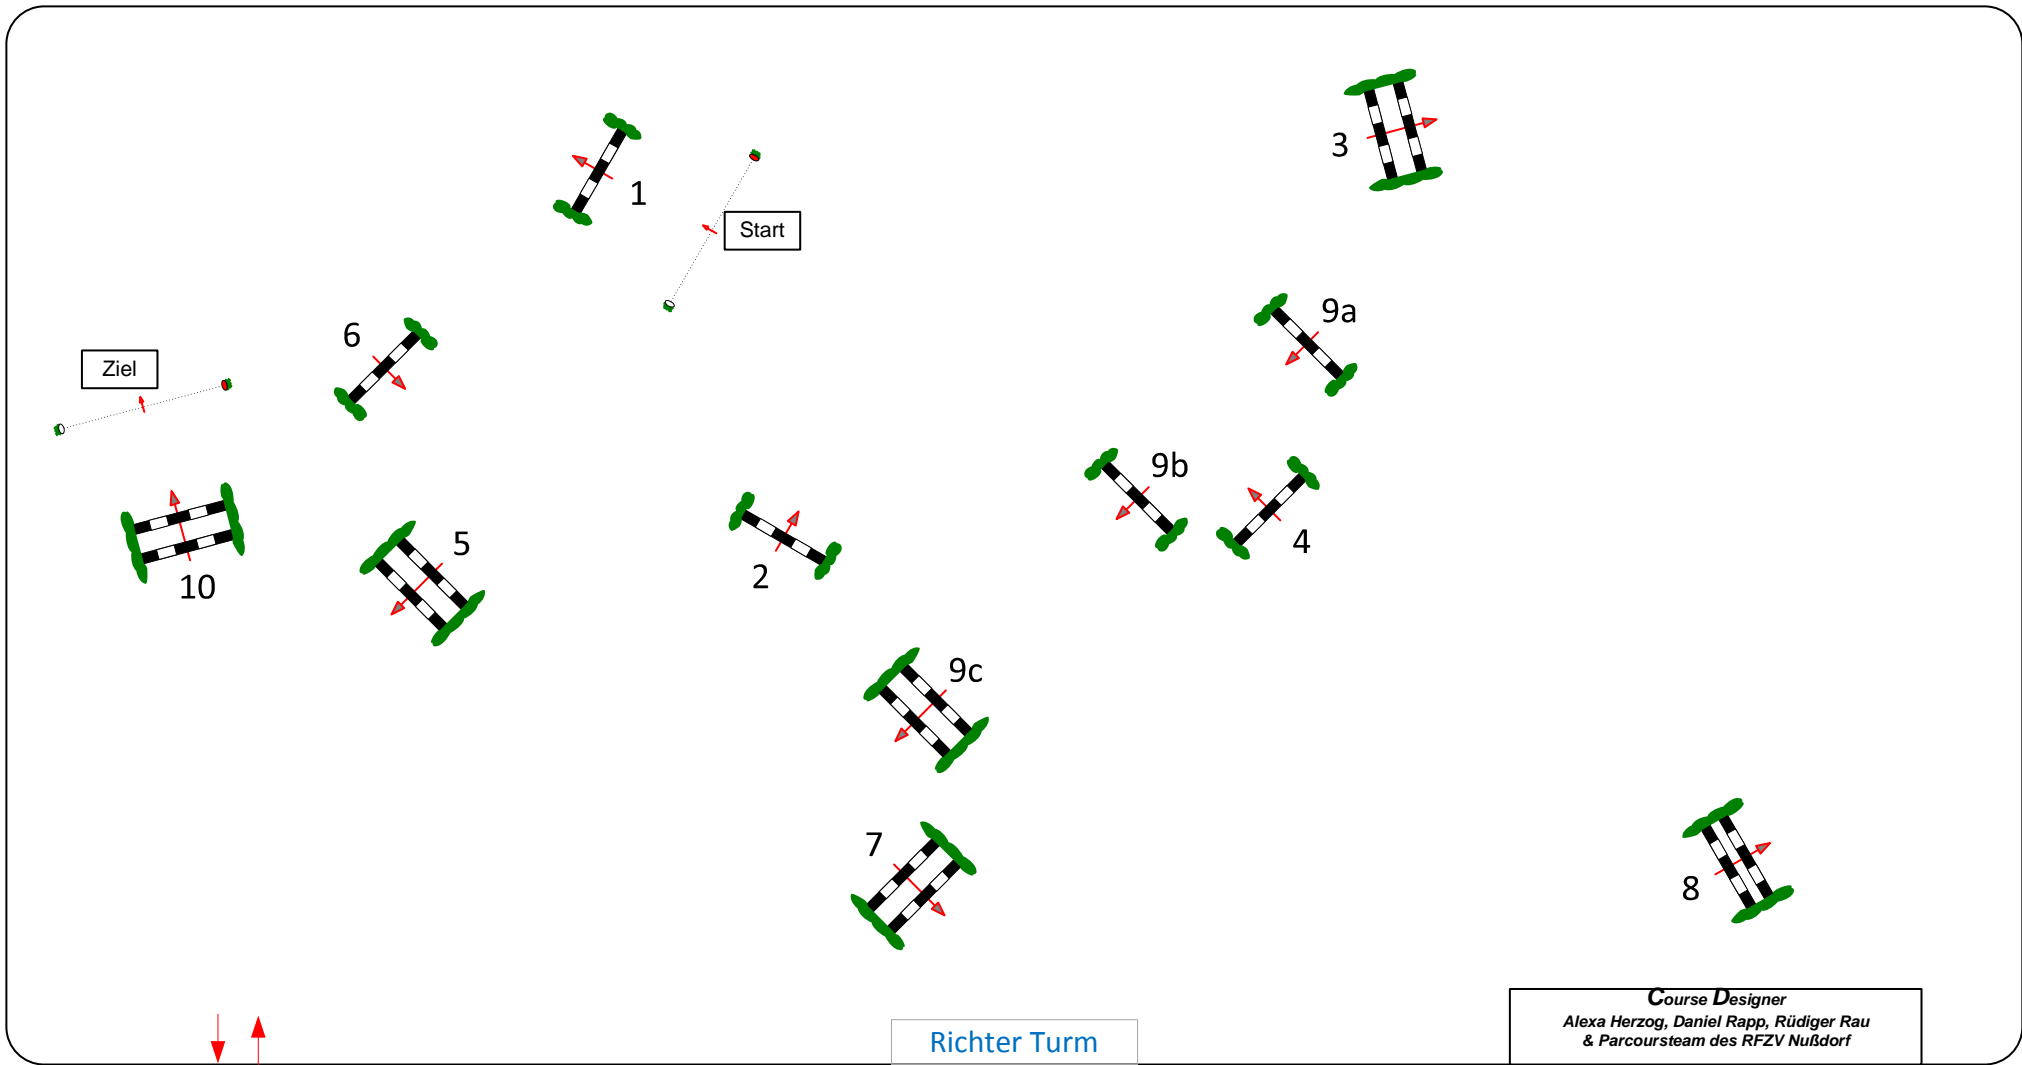 3
1
Start
9a
6
Ziel
9b
5
4
2
10
9c
7
8
Course Designer
Alexa Herzog, Daniel Rapp, Rüdiger Rau
& Parcoursteam des RFZV Nußdorf
Richter Turm